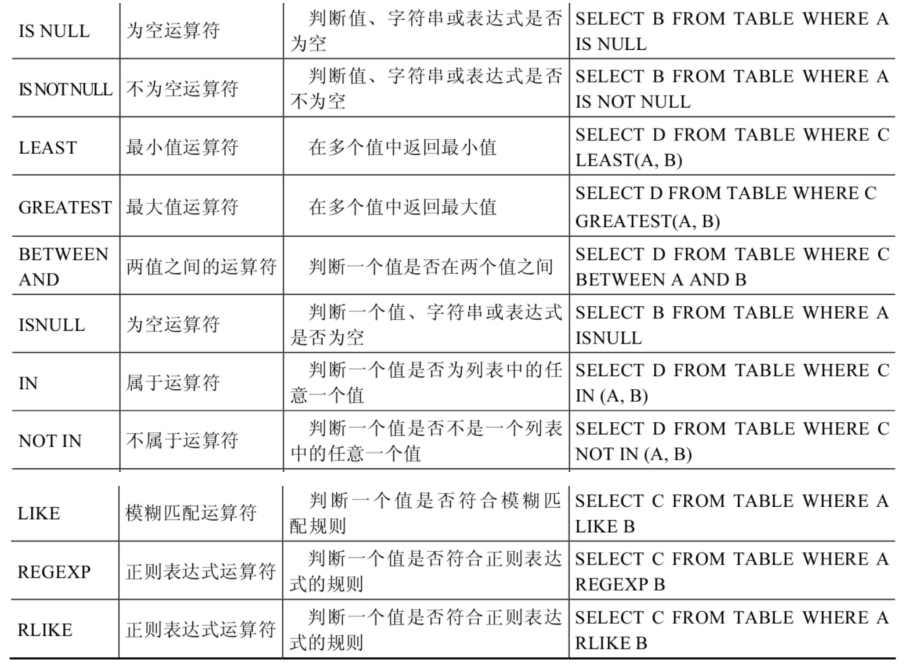 IS NULL 为空运算符 判断值、字符串或表达式是否 SELECT B FROM TABLE WHERE A
为空 IS NULL
IS NOT NULL 不为空运算符 判断值、字符串或表达式是否 SELECT B FROM TABLE WHERE A
不为空 IS NOT NULL
LEAST 最小值运算符 在多个值中返回最小值 SELECT D FROM TABLE WHERE C
LEAST(A, B)
GREATEST 最大值运算符 在多个值中返回最大值 SELECT D FROM TABLE WHERE C
GREATEST(A, B)
BETWEEN 两值之间的运算符 判断一个值是否在两个值之间 SELECT D FROM TABLE WHERE C
AND BETWEEN A AND B
ISNULL 为空运算符 判断一个值、字符串或表达式 SELECT B FROM TABLE WHERE A
是否为空 ISNULL
IN 属于运算符 判断一个值是否为列表中的任 SELECT D FROM TABLE WHERE C
意一个值 IN (A, B)
NOT IN 不属于运算符 判断一个值是否不是一个列表 SELECT D FROM TABLE WHERE C
中的任意一个值 NOT IN (A, B)
LIKE 模糊匹配运算符 判断一个值是否符合模糊匹 SELECT C FROM TABLE WHERE A
配规则 LIKE B
REGEXP 正则表达式运算符 判断一个值是否符合正则表达 SELECT C FROM TABLE WHERE A
式的规则 REGEXP B
RLIKE 正则表达式运算符 判断一个值是否符合正则表达 SELECT C FROM TABLE WHERE A
式的规则 RLIKE B